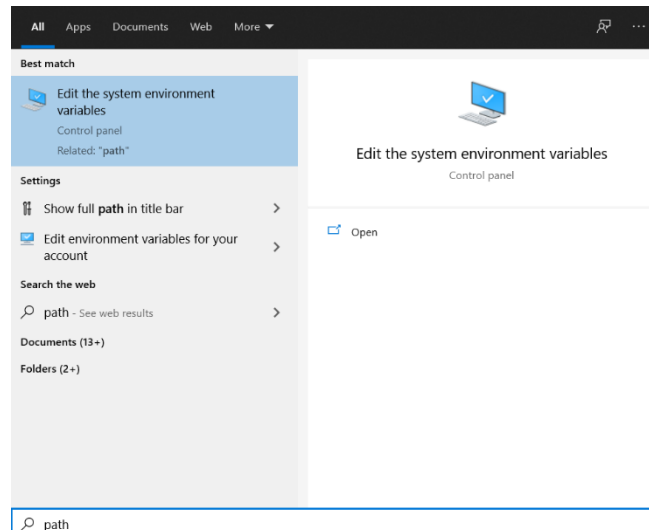 All Apps Documents Web More
Best match
Edit the system environment
variables
Control panel
Related: "path"
Settings
Show full path in title bar
Edit environment variables for your
account
Search the web
path - See web results
Documents (13+)
Folders (2+)
Edit the system environment variables
Control panel
Open
path